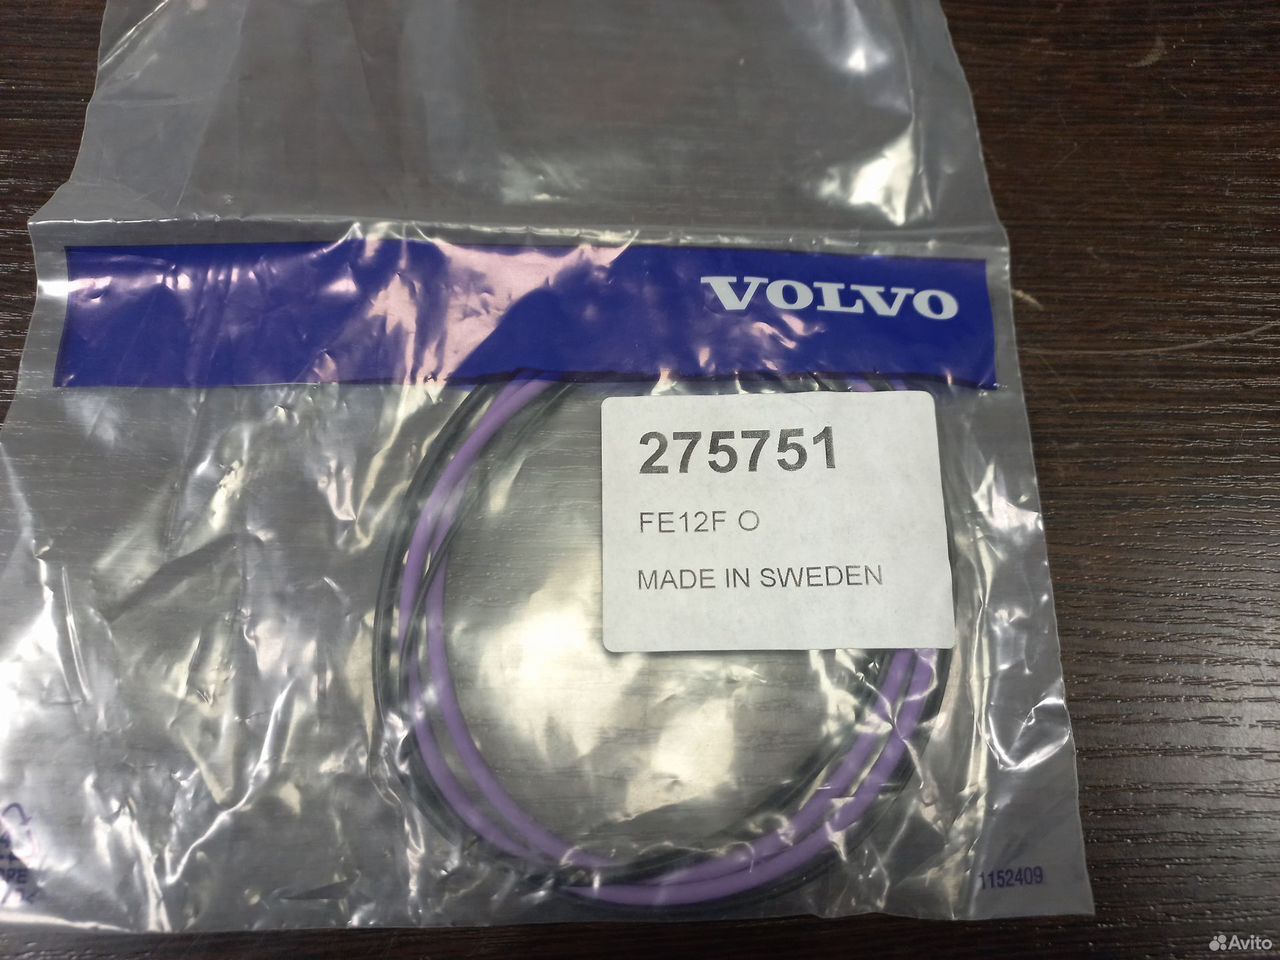 VOLVO
275751
FE12F O
MADE IN SWEDEN
1152409
Avito